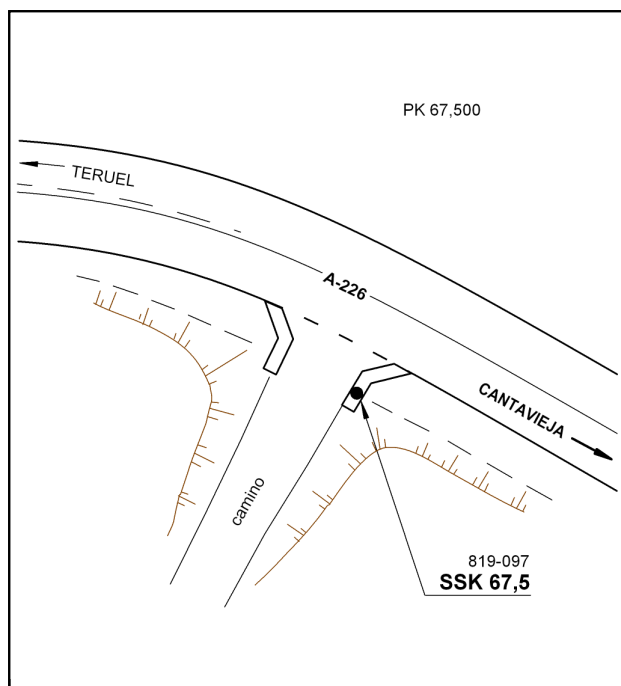 PK 67,500
TERUEL
A-226
CANTAVIEJA
camino
819-097
SSK 67,5